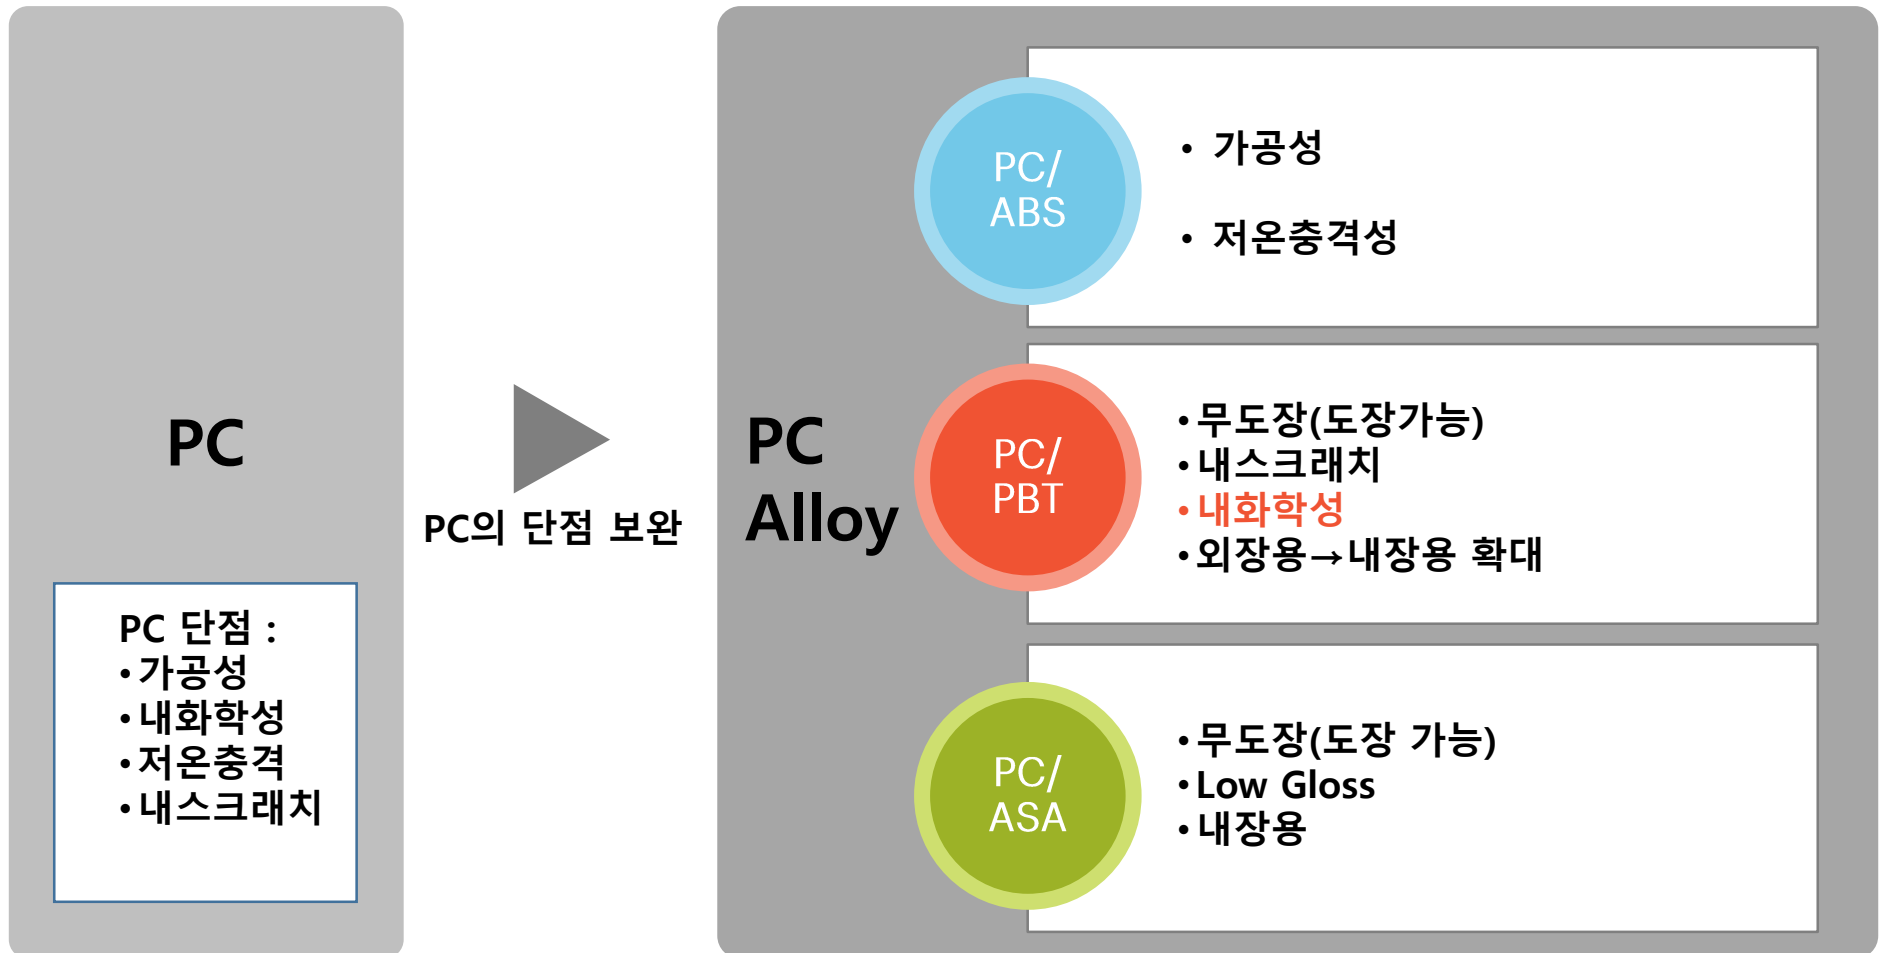 PC
PC 단점 :
•가공성
•내화학성
•저온충격
•내스크래치
PC의 단점 보완
PC
Alloy
PC/
ABS
• 가공성
• 저온충격성
PC/
PBT
•무도장(도장가능)
•내스크래치
•내화학성
•외장용→내장용 확대
PC/
ASA
•무도장(도장 가능)
•Low Gloss
•내장용